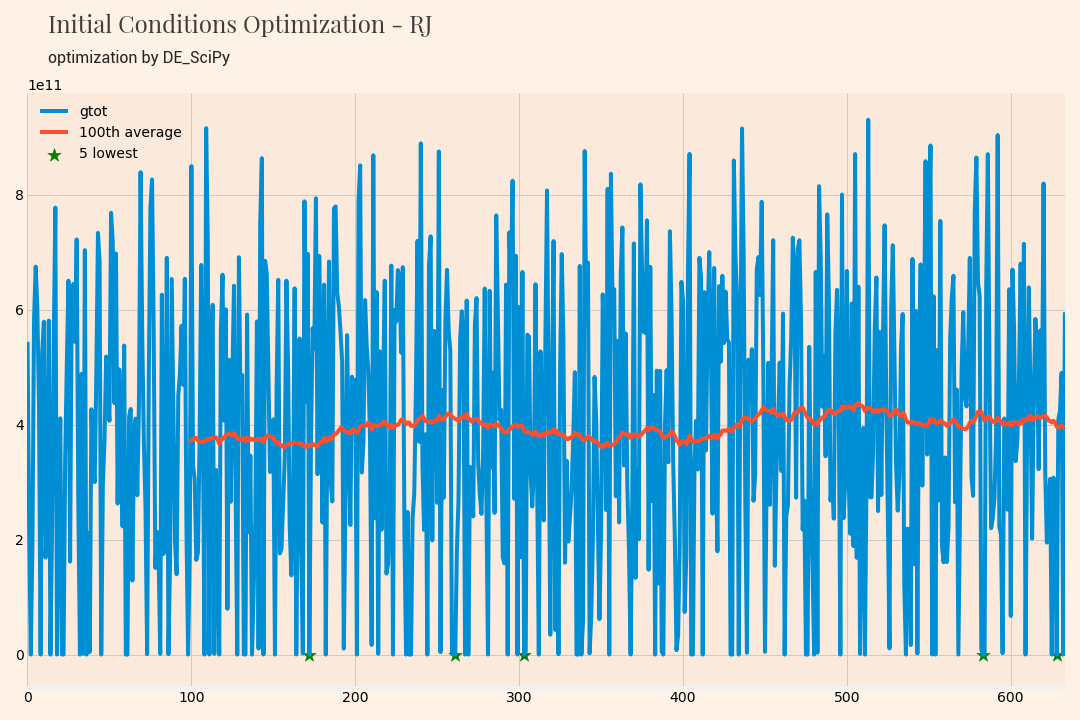 Initial Conditions Optimization - RJ
optimization by DE_SciPy
1e11
gtot
100th average
5 lowest
8
6
4
2
0
0 100 200 300 400 500 600